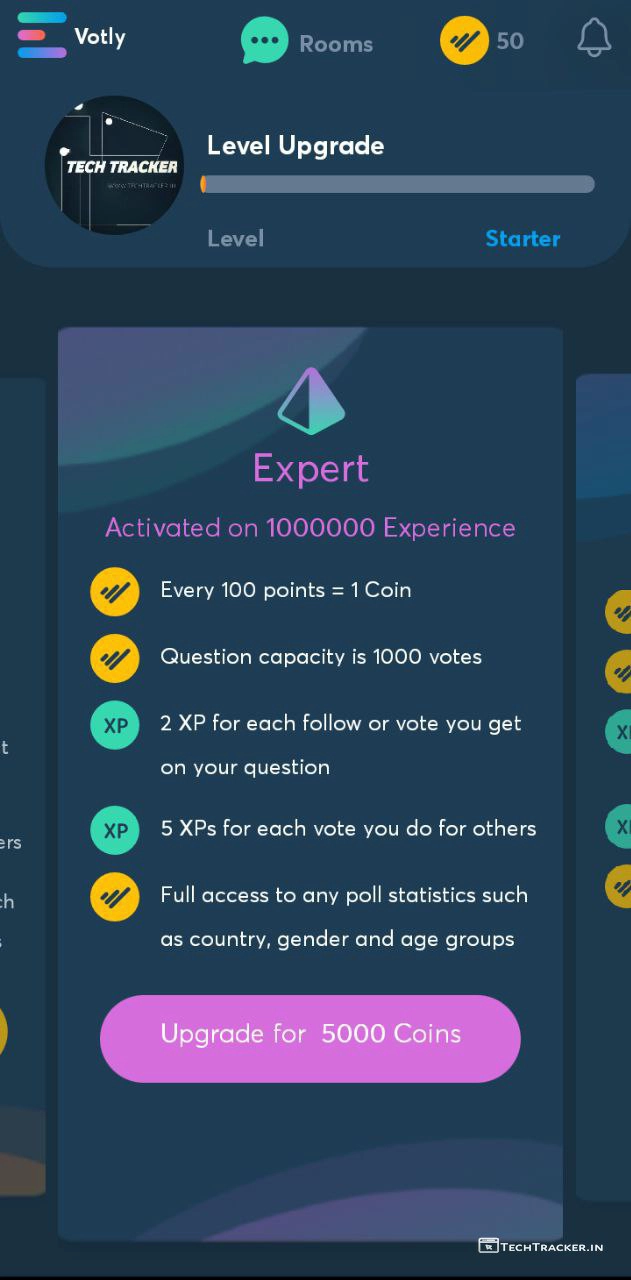 Votly
Rooms
50
TECH TRACKER
WWW.TECHTRACKER.IN
Level Upgrade
Level
Starter
Expert
Activated on 1000000 Experience
Every 100 points = 1 Coin
Question capacity is 1000 votes
XP
2 XP for each follow or vote you get
on your question
XP
5 XPs for each vote you do for others
Full access to any poll statistics such
as country, gender and age groups
Upgrade for 5000 Coins
t
ers
ch
s
TECHTRACKER.IN